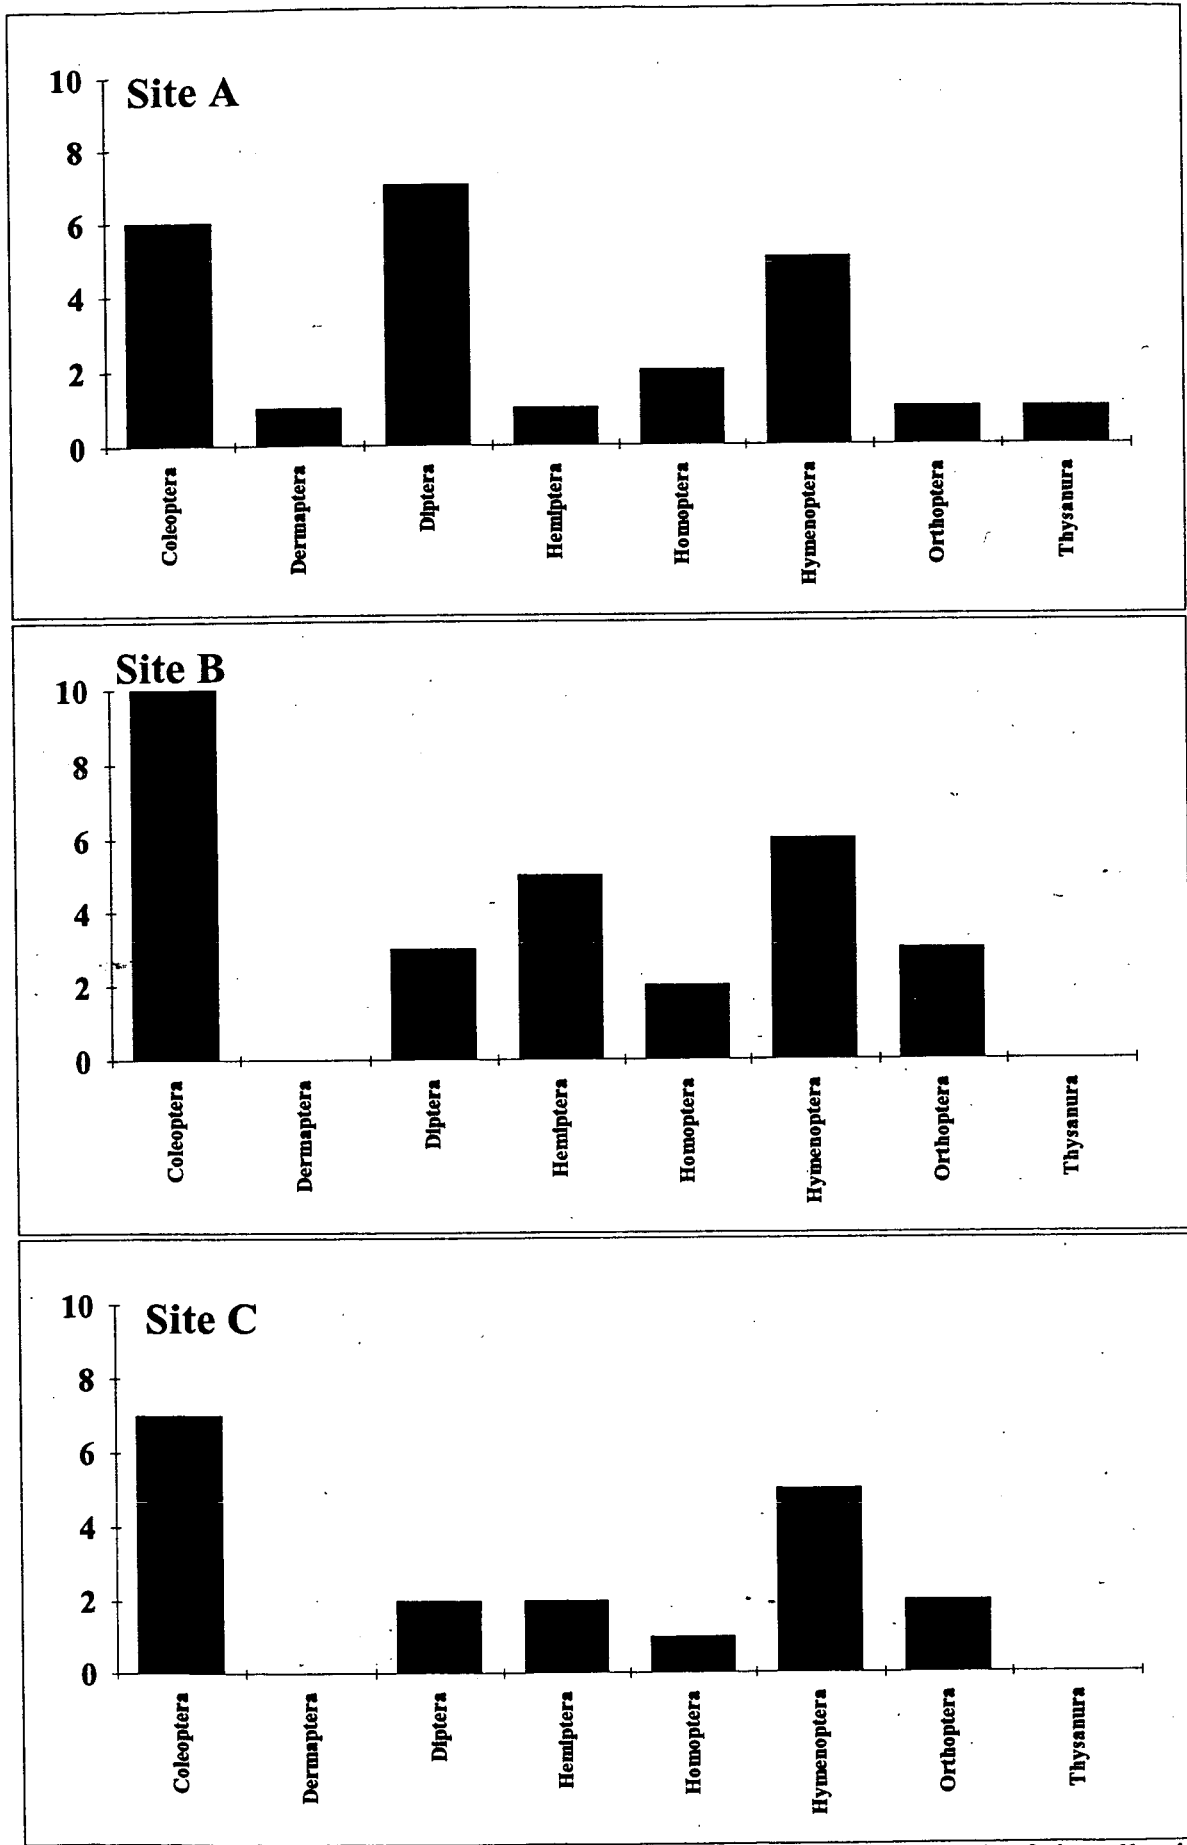 Site A
10
8
6
4
2
0
Coleoptera
Dermaptera
Diptera
Hemiptera
Homoptera
Hymenoptera
Orthoptera
Thysanura
Site B
10
8
6
4
2
0
Coleoptera
Dermaptera
Diptera
Hemiptera
Homoptera
Hymenoptera
Orthoptera
Thysanura
Site C
10
8
6
4
2
0
Coleoptera
Dermaptera
Diptera
Hemiptera
Homoptera
Hymenoptera
Orthoptera
Thysanura